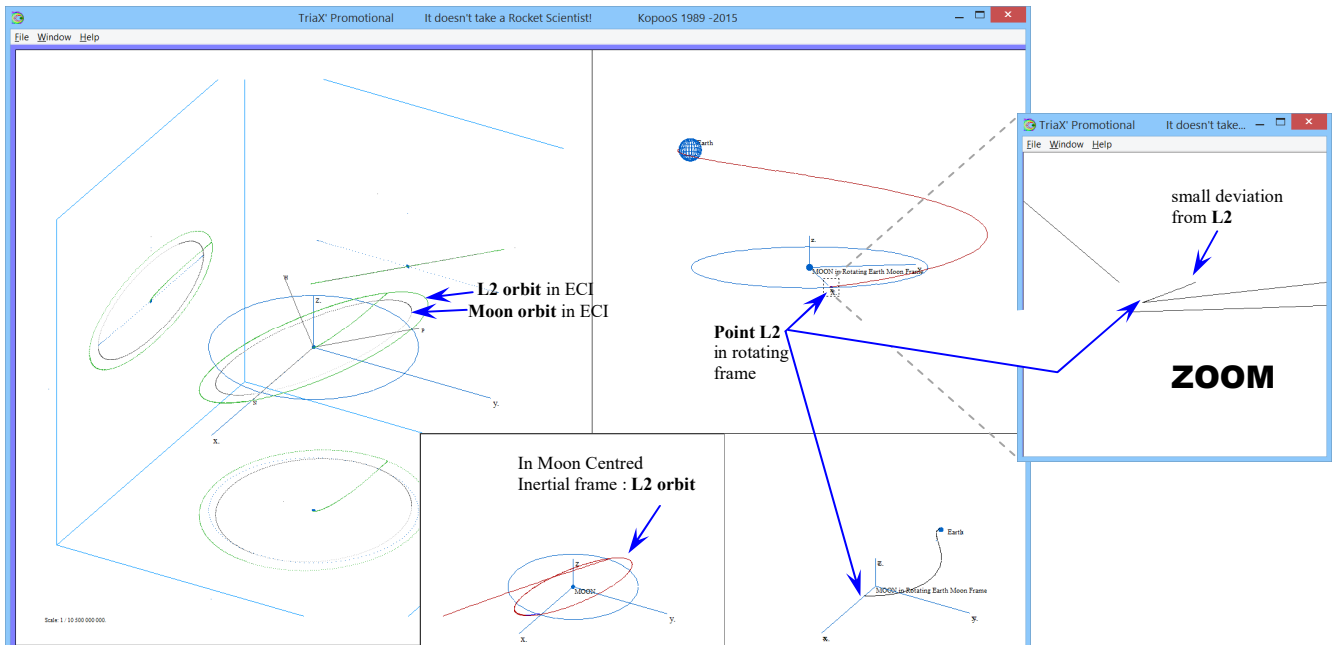 TriaX' Promotional It doesn't take a Rocket Scientist! KopooS 1989 -2015
File Window Help
H
Z.
P
L2 orbit in ECI
Moon orbit in ECI
y.
x.
Scale: 1 / 10 500 000 000.
Earth
z.
MOON in Rotating Earth Moon Frame
y.
Point L2
in rotating
frame
In Moon Centred
Inertial frame : L2 orbit
Z
MOON
y.
x.
Earth
MOON in Rotating Earth Moon Frame
TriaX' Promotional It doesn't take...
File Window Help
small deviation
from L2
ZOOM